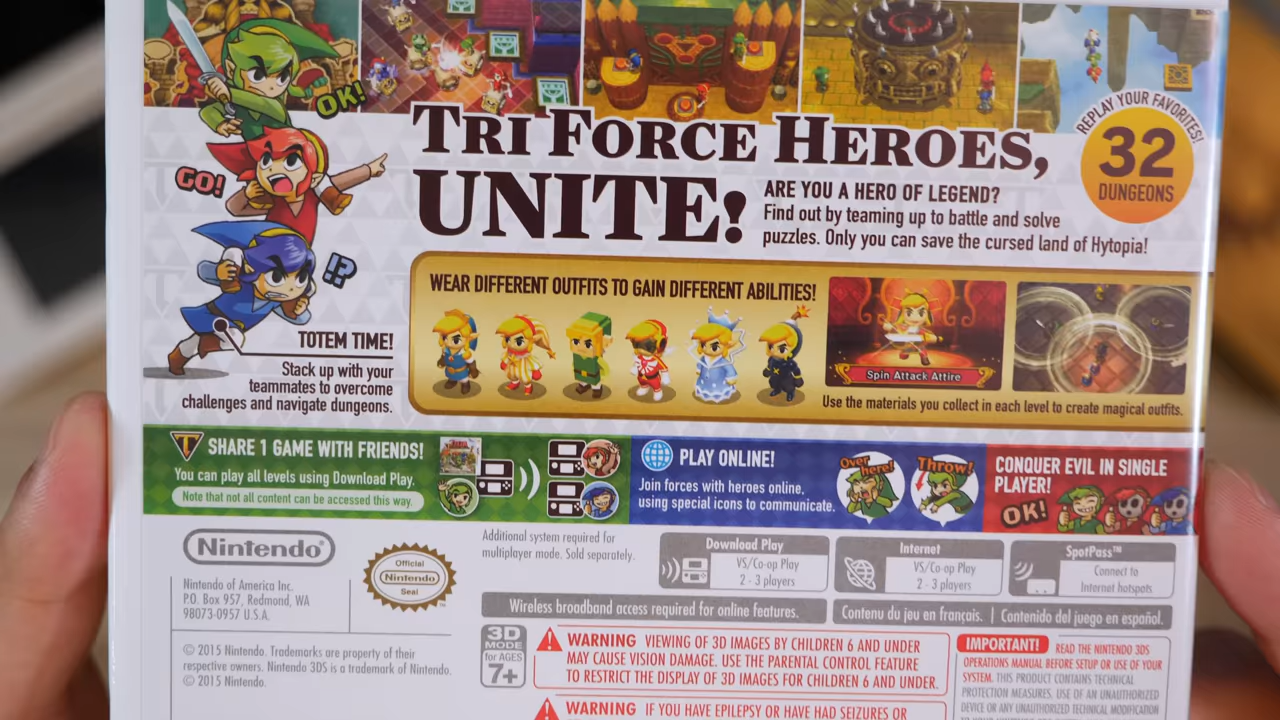 OK!
GO!
!?
TRI FORCE HEROES,
UNITE!
REPLAY YOUR FAVORITES!
32
DUNGEONS
ARE YOU A HERO OF LEGEND?
Find out by teaming up to battle and solve
puzzles. Only you can save the cursed land of Hytopia!
TOTEM TIME!
Stack up with your
teammates to overcome
challenges and navigate dungeons.
WEAR DIFFERENT OUTFITS TO GAIN DIFFERENT ABILITIES!
Spin Attack Attire
Use the materials you collect in each level to create magical outfits.
SHARE 1 GAME WITH FRIENDS!
You can play all levels using Download Play.
Note that not all content can be accessed this way.
PLAY ONLINE!
Join forces with heroes online,
using special icons to communicate.
Over here!
Throw!
CONQUER EVIL IN SINGLE
PLAYER!
OK!
Nintendo
Nintendo of America Inc.
P.O. Box 957, Redmond, WA
98073-0957 U.S.A.
Official
Nintendo
Seal
Additional system required for
multiplayer mode. Sold separately.
Download Play
VS/Co-op Play
2 - 3 players
Internet
VS/Co-op Play
2 - 3 players
SpotPass™
Connect to
Internet hotspots
Wireless broadband access required for online features.
Contenu du jeu en français. | Contenido del juego en español.
© 2015 Nintendo. Trademarks are property of their
respective owners. Nintendo 3DS is a trademark of Nintendo.
© 2015 Nintendo.
3D
MODE
for AGES
7+
WARNING VIEWING OF 3D IMAGES BY CHILDREN 6 AND UNDER
MAY CAUSE VISION DAMAGE. USE THE PARENTAL CONTROL FEATURE
TO RESTRICT THE DISPLAY OF 3D IMAGES FOR CHILDREN 6 AND UNDER.
WARNING IF YOU HAVE EPILEPSY OR HAVE HAD SEIZURES OR
IMPORTANT! READ THE NINTENDO 3DS
OPERATIONS MANUAL BEFORE SETUP OR USE OF YOUR
SYSTEM. THIS PRODUCT CONTAINS TECHNICAL
PROTECTION MEASURES. USE OF AN UNAUTHORIZED
DEVICE OR ANY UNAUTHORIZED TECHNICAL MODIFICATION